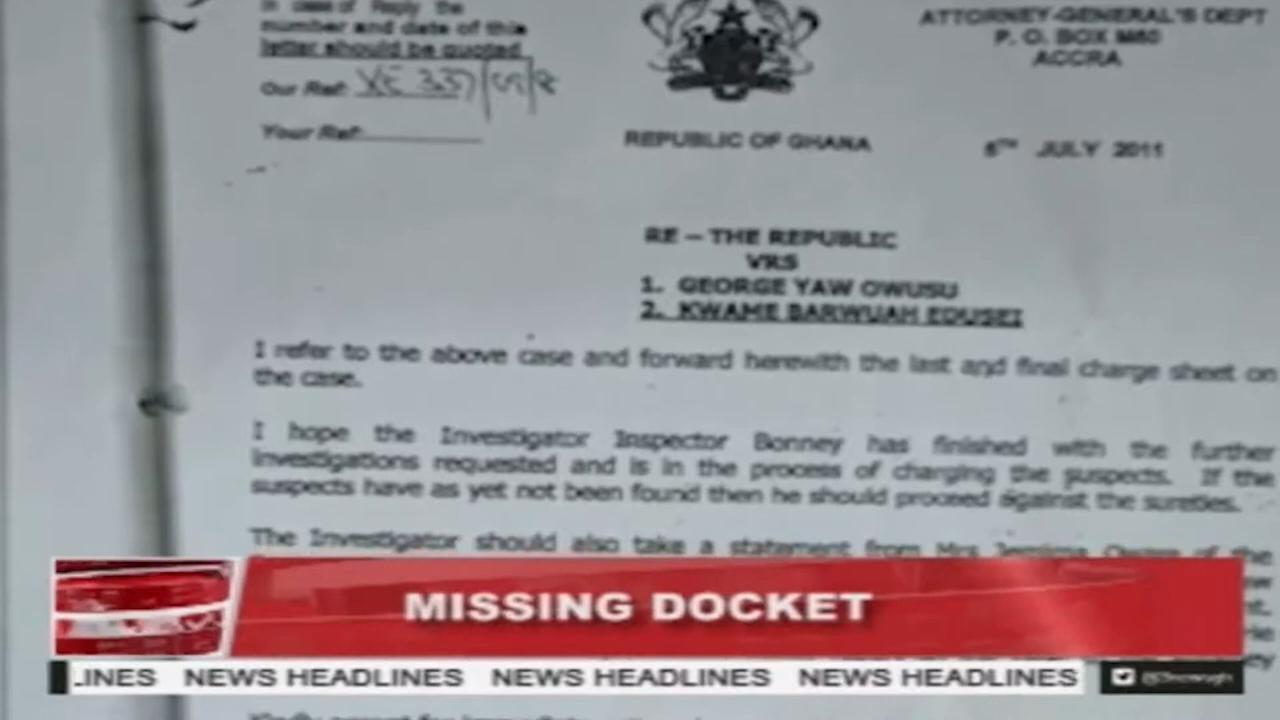 In case of Reply the
number and date of this
letter should be quoted
Our Ref:
Your Ref:
ATTORNEY-GENERAL'S DEPT
P. O. BOX M60
ACCRA
REPUBLIC OF GHANA
JULY 2011
RE – THE REPUBLIC
VRS
1. GEORGE YAW OWUSU
2. KWAME BARWUAH EDUSEI
I refer to the above case and forward herewith the last and final charge sheet on
the case.
I hope the Investigator Inspector Bonney has finished with the further
investigations requested and is in the process of charging the suspects. If the
suspects have as yet not been found then he should proceed against the sureties.
The Investigator should also take a statement from Mrs of the
MISSING DOCKET
LINES NEWS HEADLINES NEWS HEADLINES NEWS HEADLINES